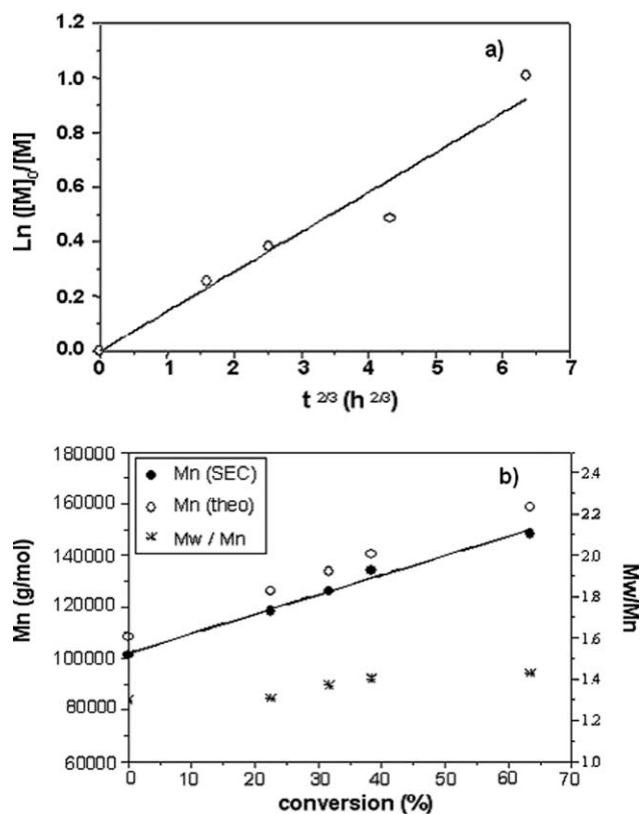 a)
1.2
1.0
0.8
0.6
0.4
0.2
0.0
Ln ([M]0/[M]
0 1 2 3 4 5 6 7
t 2/3 (h 2/3)
b)
Mn (SEC)
Mn (theo)
Mw / Mn
180000
160000
140000
120000
100000
80000
60000
Mn (g/mol)
2.4
2.2
2.0
1.8
1.6
1.4
1.2
1.0
Mw/Mn
0 10 20 30 40 50 60 70
conversion (%)